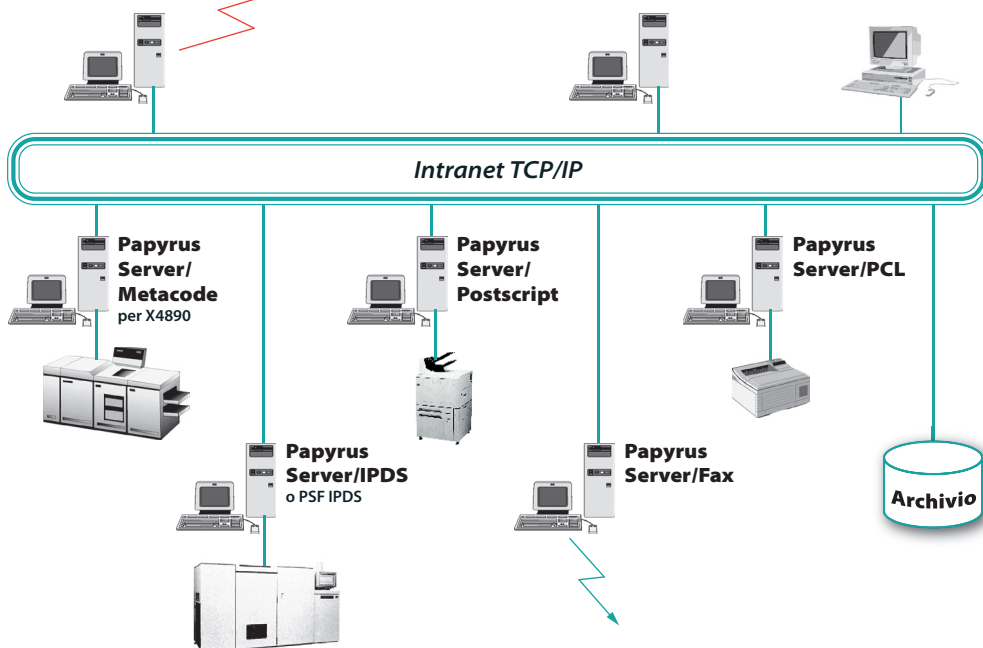 Intranet TCP/IP
Papyrus
Server/
Metacode
per X4890
Papyrus
Server/
Postscript
Papyrus
Server/PCL
Papyrus
Server/IPDS
o PSF IPDS
Papyrus
Server/Fax
Archivio